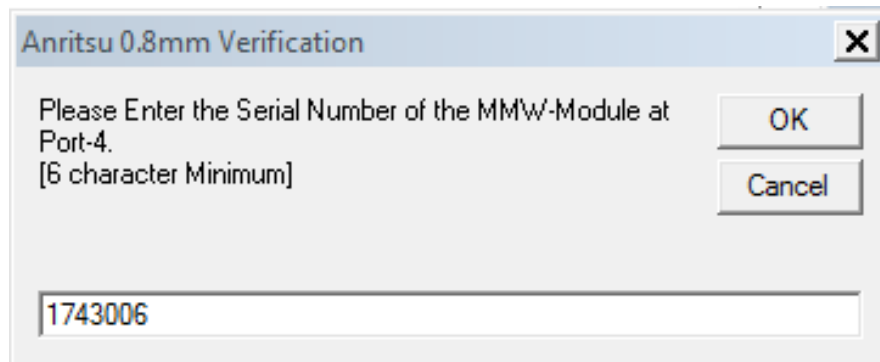 Anritsu 0.8mm Verification
Please Enter the Serial Number of the MMW-Module at
Port-4.
[6 character Minimum]
OK
Cancel
1743006